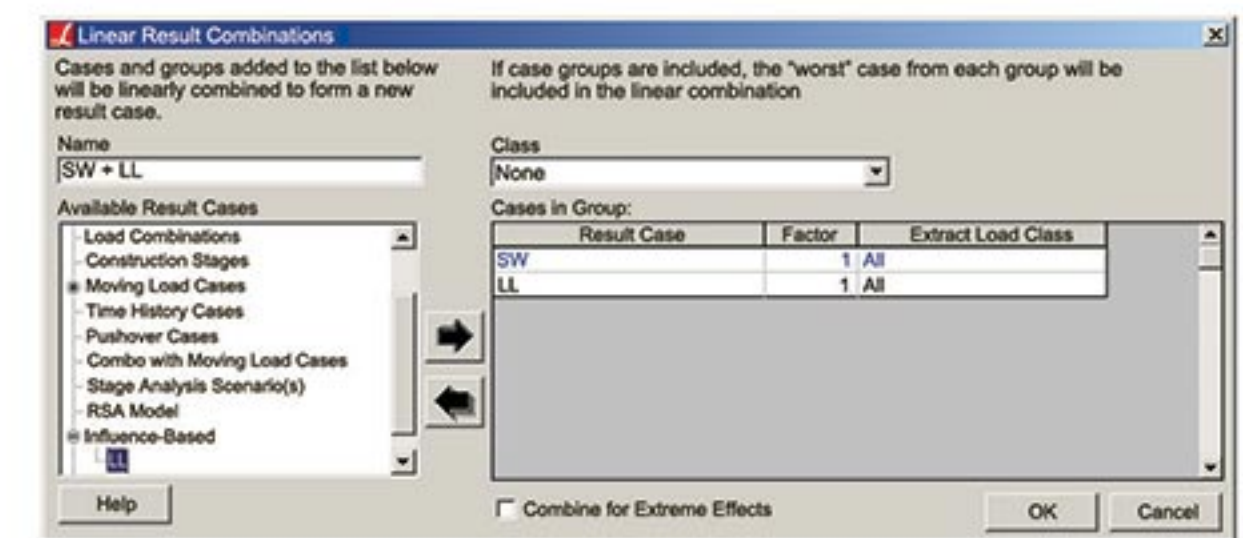 Linear Result Combinations
Cases and groups added to the list below
will be linearly combined to form a new
result case.
If case groups are included, the "worst" case from each group will be
included in the linear combination
Name
SW + LL
Class
None
Available Result Cases
Load Combinations
Construction Stages
Moving Load Cases
Time History Cases
Pushover Cases
Combo with Moving Load Cases
Stage Analysis Scenario(s)
RSA Model
Influence-Based
LL
Cases in Group:
Result Case Factor Extract Load Class
SW 1 All
LL 1 All
Help
Combine for Extreme Effects
OK
Cancel